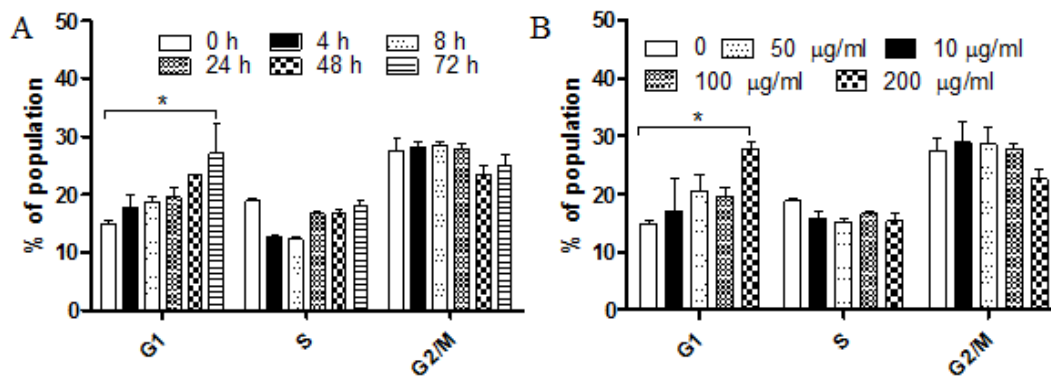 A
50
40
30
20
10
0
% of population
0 h 4 h 8 h
24 h 48 h 72 h
*
G1 S G2/M
B
50
40
30
20
10
0
% of population
0 50 µg/ml 10 µg/ml
100 µg/ml 200 µg/ml
*
G1 S G2/M